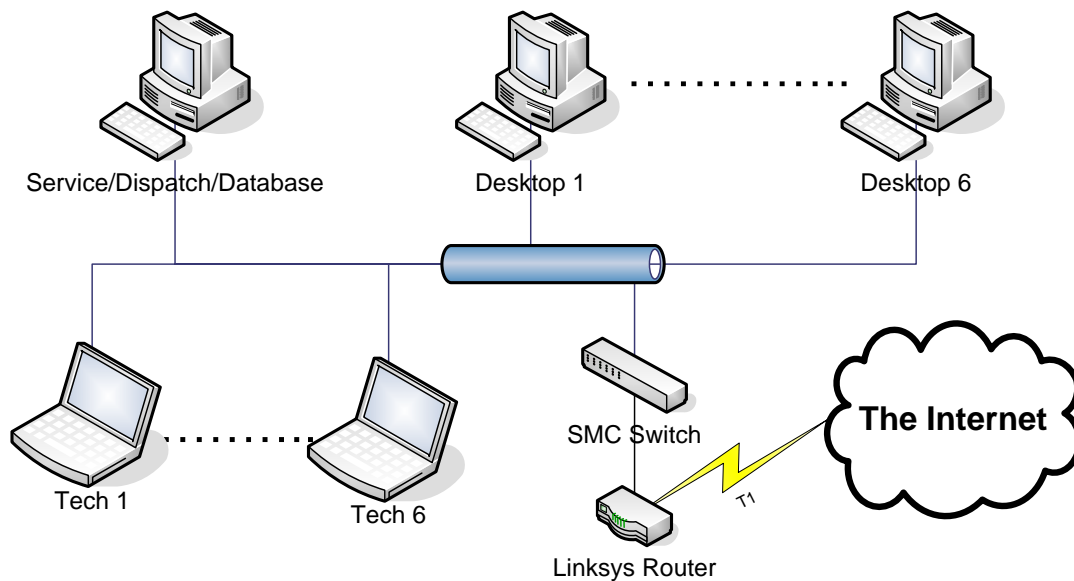 Service/Dispatch/Database
Desktop 1
Desktop 6
The Internet
SMC Switch
Tech 1
Tech 6
T1
Linksys Router